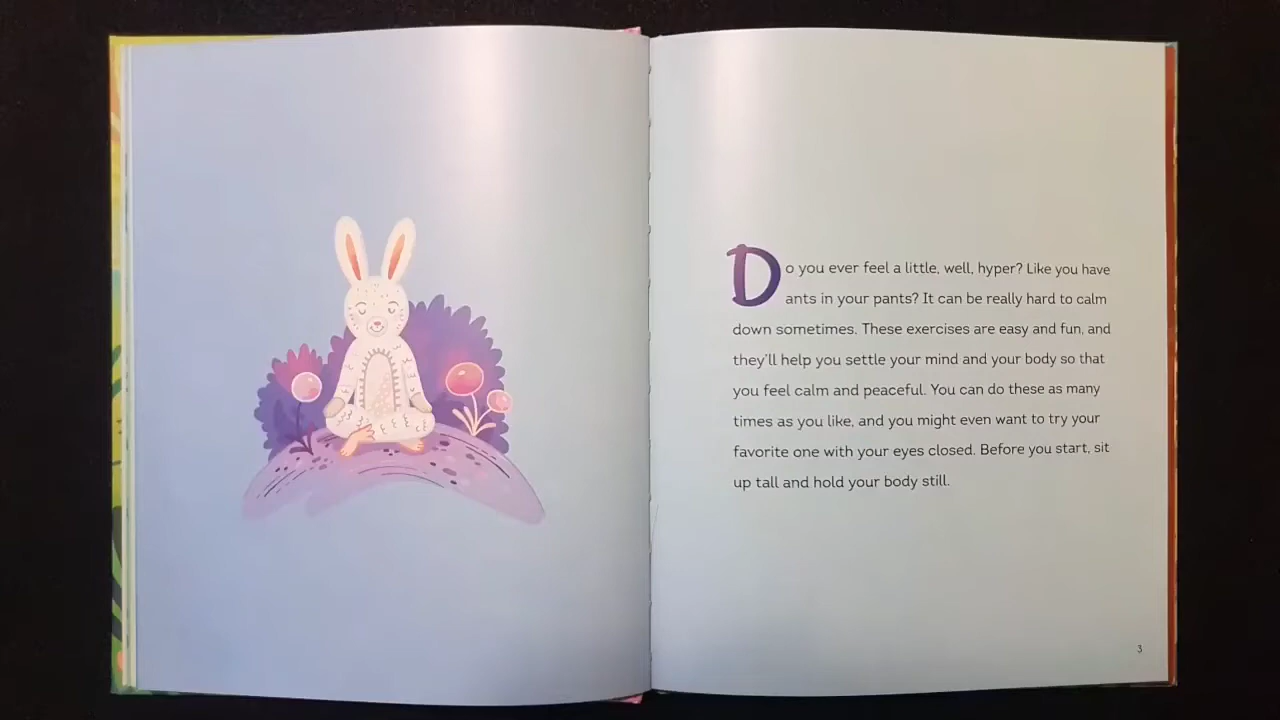 Do you ever feel a little, well, hyper? Like you have
ants in your pants? It can be really hard to calm
down sometimes. These exercises are easy and fun, and
they'll help you settle your mind and your body so that
you feel calm and peaceful. You can do these as many
times as you like, and you might even want to try your
favorite one with your eyes closed. Before you start, sit
up tall and hold your body still.
3